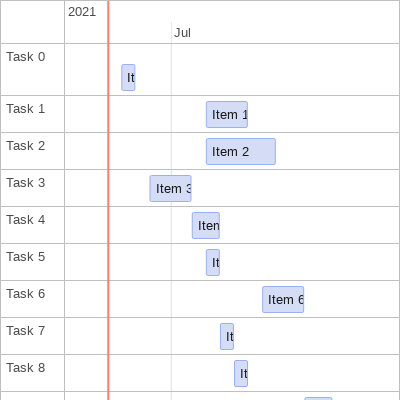 2021
Jul
Task 0
It
Task 1
Item 1
Task 2
Item 2
Task 3
Item 3
Task 4
Item
Task 5
It
Task 6
Item 6
Task 7
It
Task 8
It